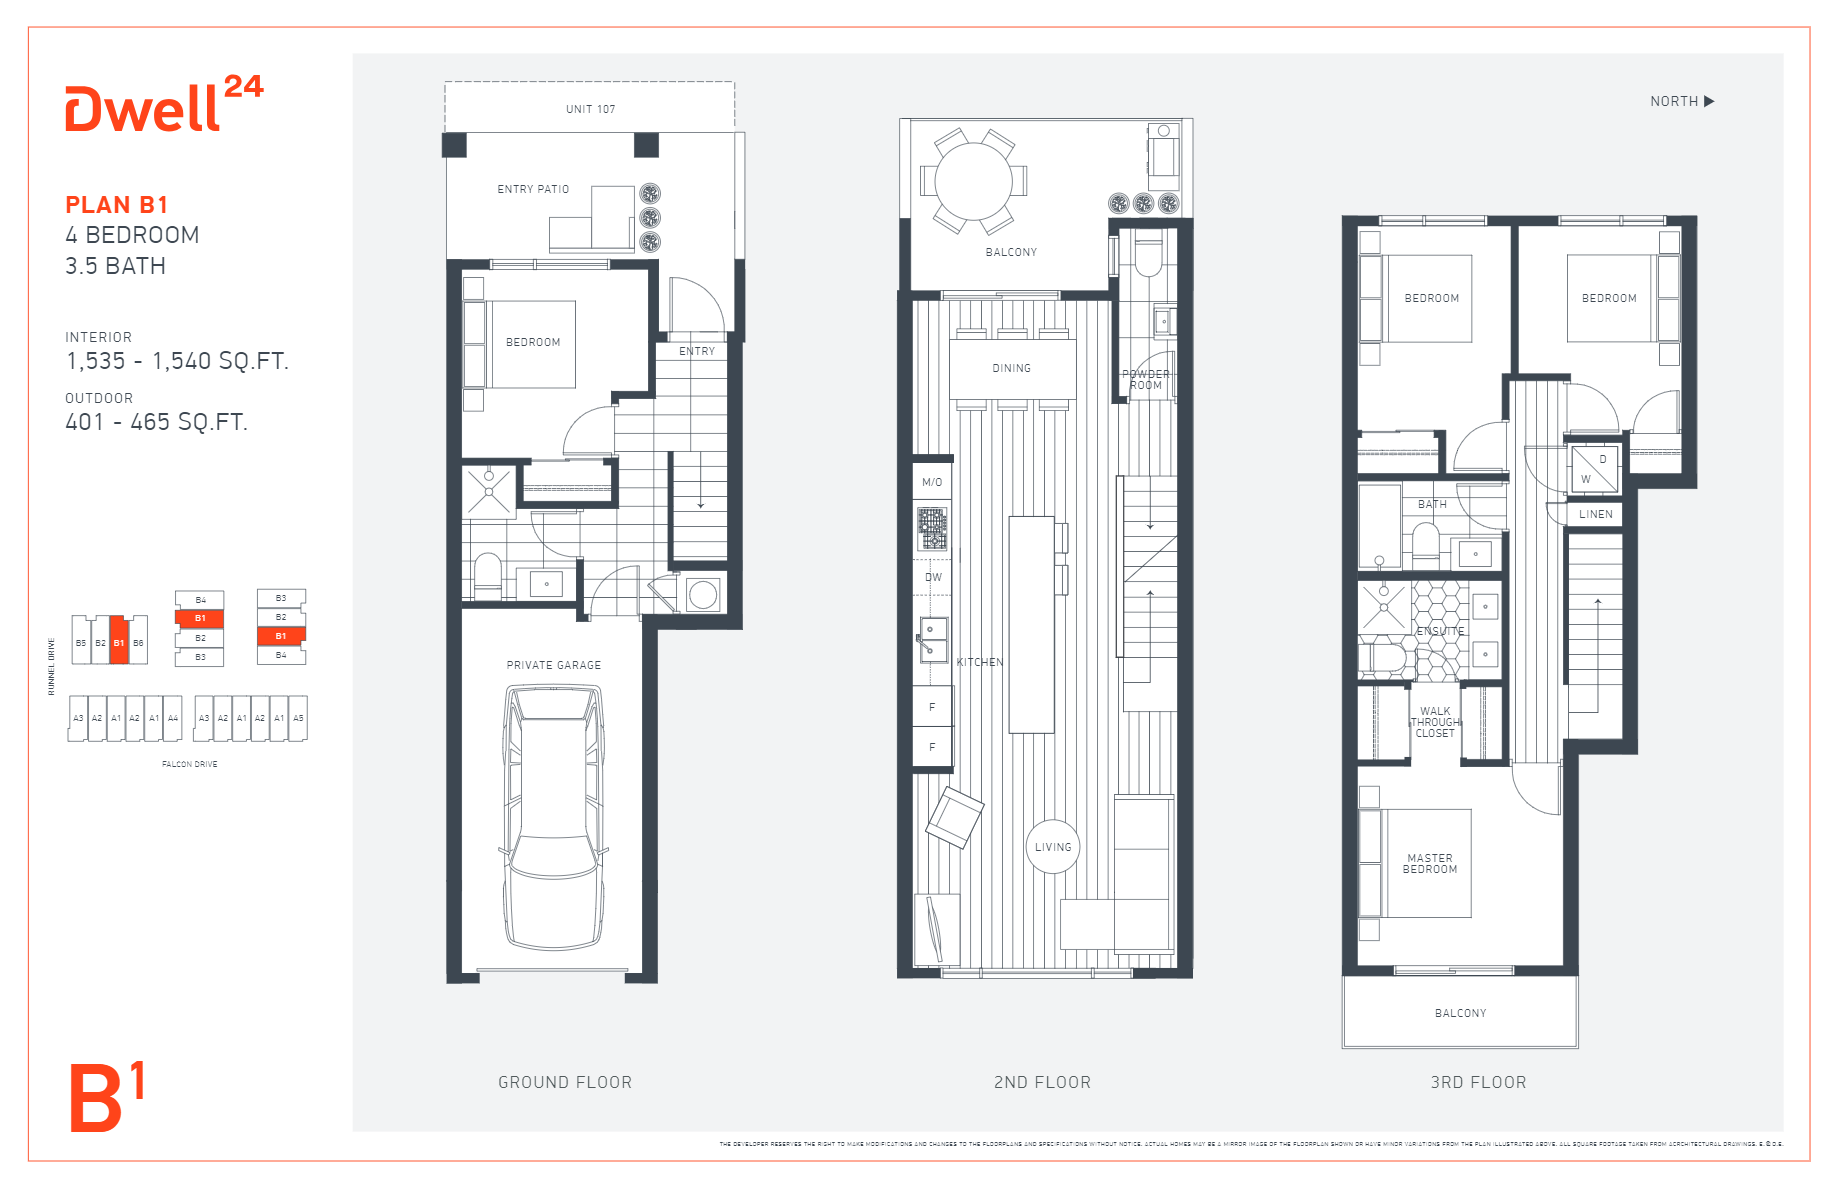 Dwell24
PLAN B1
4 BEDROOM
3.5 BATH
INTERIOR
1,535 - 1,540 SQ.FT.
OUTDOOR
401 - 465 SQ.FT.
RUNNEL DRIVE
B5 B2 B1 B6
B4
B1
B2
B3
B3
B2
B1
B4
A3 A2 A1 A2 A1 A4
A3 A2 A1 A2 A1 A5
FALCON DRIVE
B1
NORTH
UNIT 107
ENTRY PATIO
BEDROOM
ENTRY
PRIVATE GARAGE
GROUND FLOOR
BALCONY
DINING
POWDER
ROOM
M/O
DW
KITCHEN
F
F
LIVING
2ND FLOOR
BEDROOM
BEDROOM
D
W
BATH
LINEN
ENSUITE
WALK
THROUGH
CLOSET
MASTER
BEDROOM
BALCONY
3RD FLOOR
THE DEVELOPER RESERVES THE RIGHT TO MAKE MODIFICATIONS AND CHANGES TO THE FLOORPLANS AND SPECIFICATIONS WITHOUT NOTICE. ACTUAL HOMES MAY BE A MIRROR IMAGE OF THE FLOORPLAN SHOWN OR HAVE MINOR VARIATIONS FROM THE PLAN ILLUSTRATED ABOVE. ALL SQUARE FOOTAGE TAKEN FROM ACRCHITECTURAL DRAWINGS. E.&O.E.